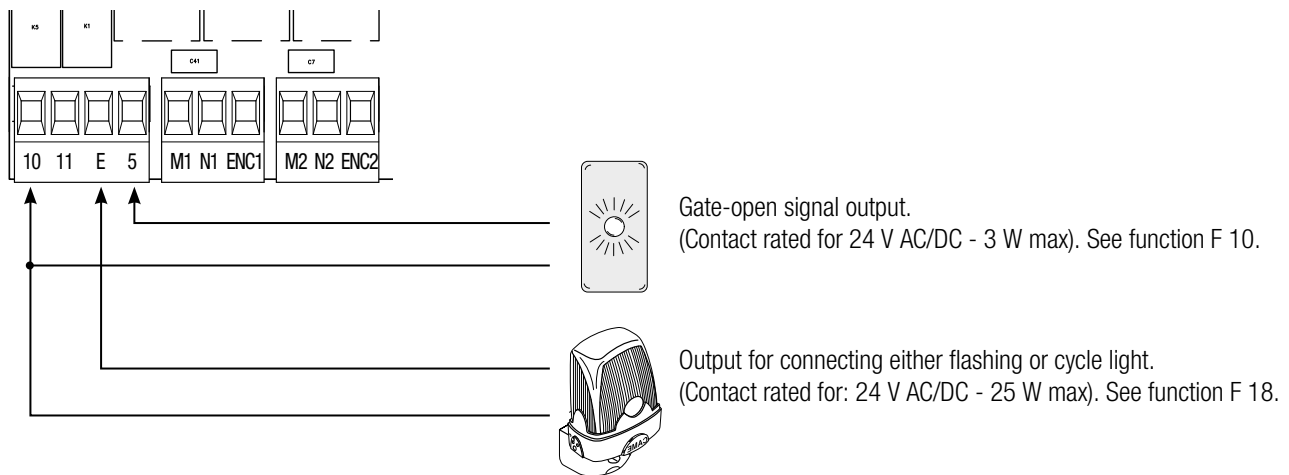 K5 K1
C41 C7
10 11 E 5 M1 N1 ENC1 M2 N2 ENC2
Gate-open signal output.
(Contact rated for 24 V AC/DC - 3 W max). See function F 10.
Output for connecting either flashing or cycle light.
(Contact rated for: 24 V AC/DC - 25 W max). See function F 18.
CAME